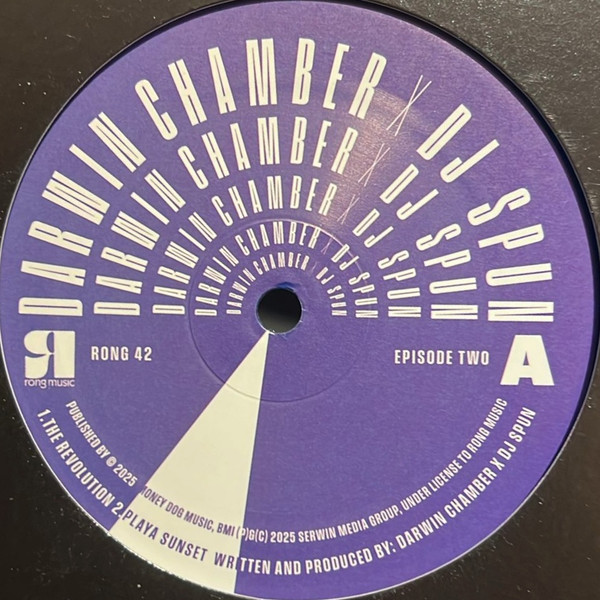 DARWIN CHAMBER X DJ SPUN
DARWIN CHAMBER X DJ SPUN
DARWIN CHAMBER X DJ SPUN
DARWIN CHAMBER X DJ SPUN
DARWIN CHAMBER X DJ SPUN
R
rong music
RONG 42
EPISODE TWO
A
PUBLISHED BY © 2025 MONEY DOG MUSIC, BMI (P)&(C) 2025 SERWIN MEDIA GROUP, UNDER LICENSE TO RONG MUSIC
1.THE REVOLUTION 2.PLAYA SUNSET WRITTEN AND PRODUCED BY: DARWIN CHAMBER X DJ SPUN